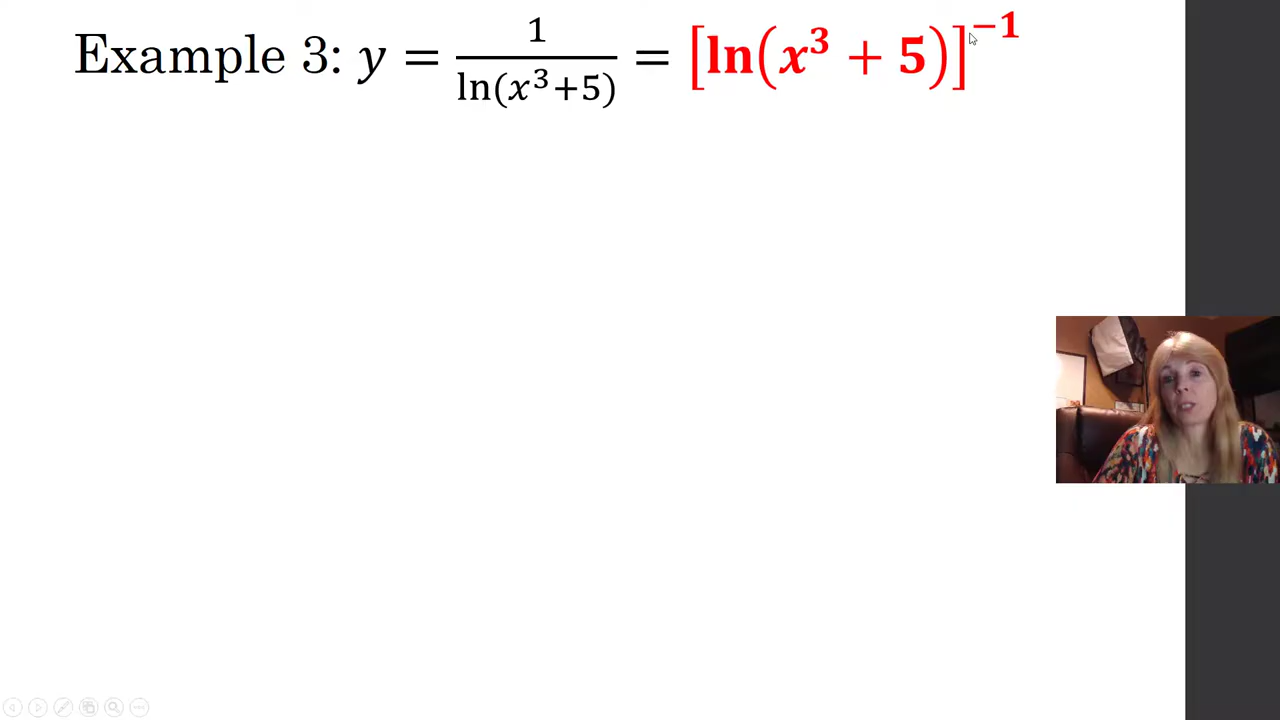 Example 3: y = 1/ln(x³+5) = [ln(x³ + 5)]⁻¹